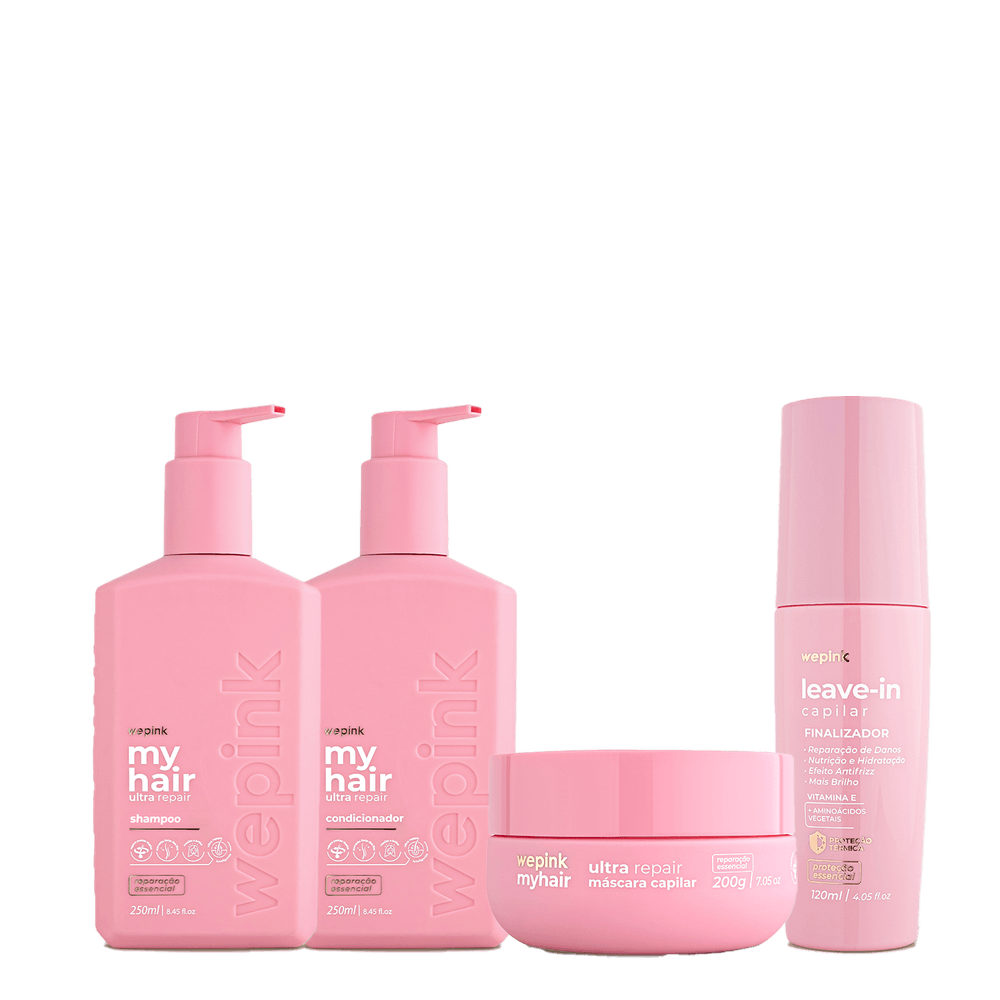 wepink
my
hair
ultra repair
shampoo
reparação
essencial
250ml | 8.45 fl.oz
wepink
wepink
my
hair
ultra repair
condicionador
reparação
essencial
250ml | 8.45 fl.oz
wepink
wepink
myhair
ultra repair
máscara capilar
reparação
essencial
200g | 7.05 oz
wepink
leave-in
capilar
FINALIZADOR
• Reparação de Danos
• Nutrição e Hidratação
• Efeito Antifrizz
• Mais Brilho
VITAMINA E
+ AMINOÁCIDOS
VEGETAIS
PROTEÇÃO
TÉRMICA
proteção
essencial
120ml | 4.05 fl.oz